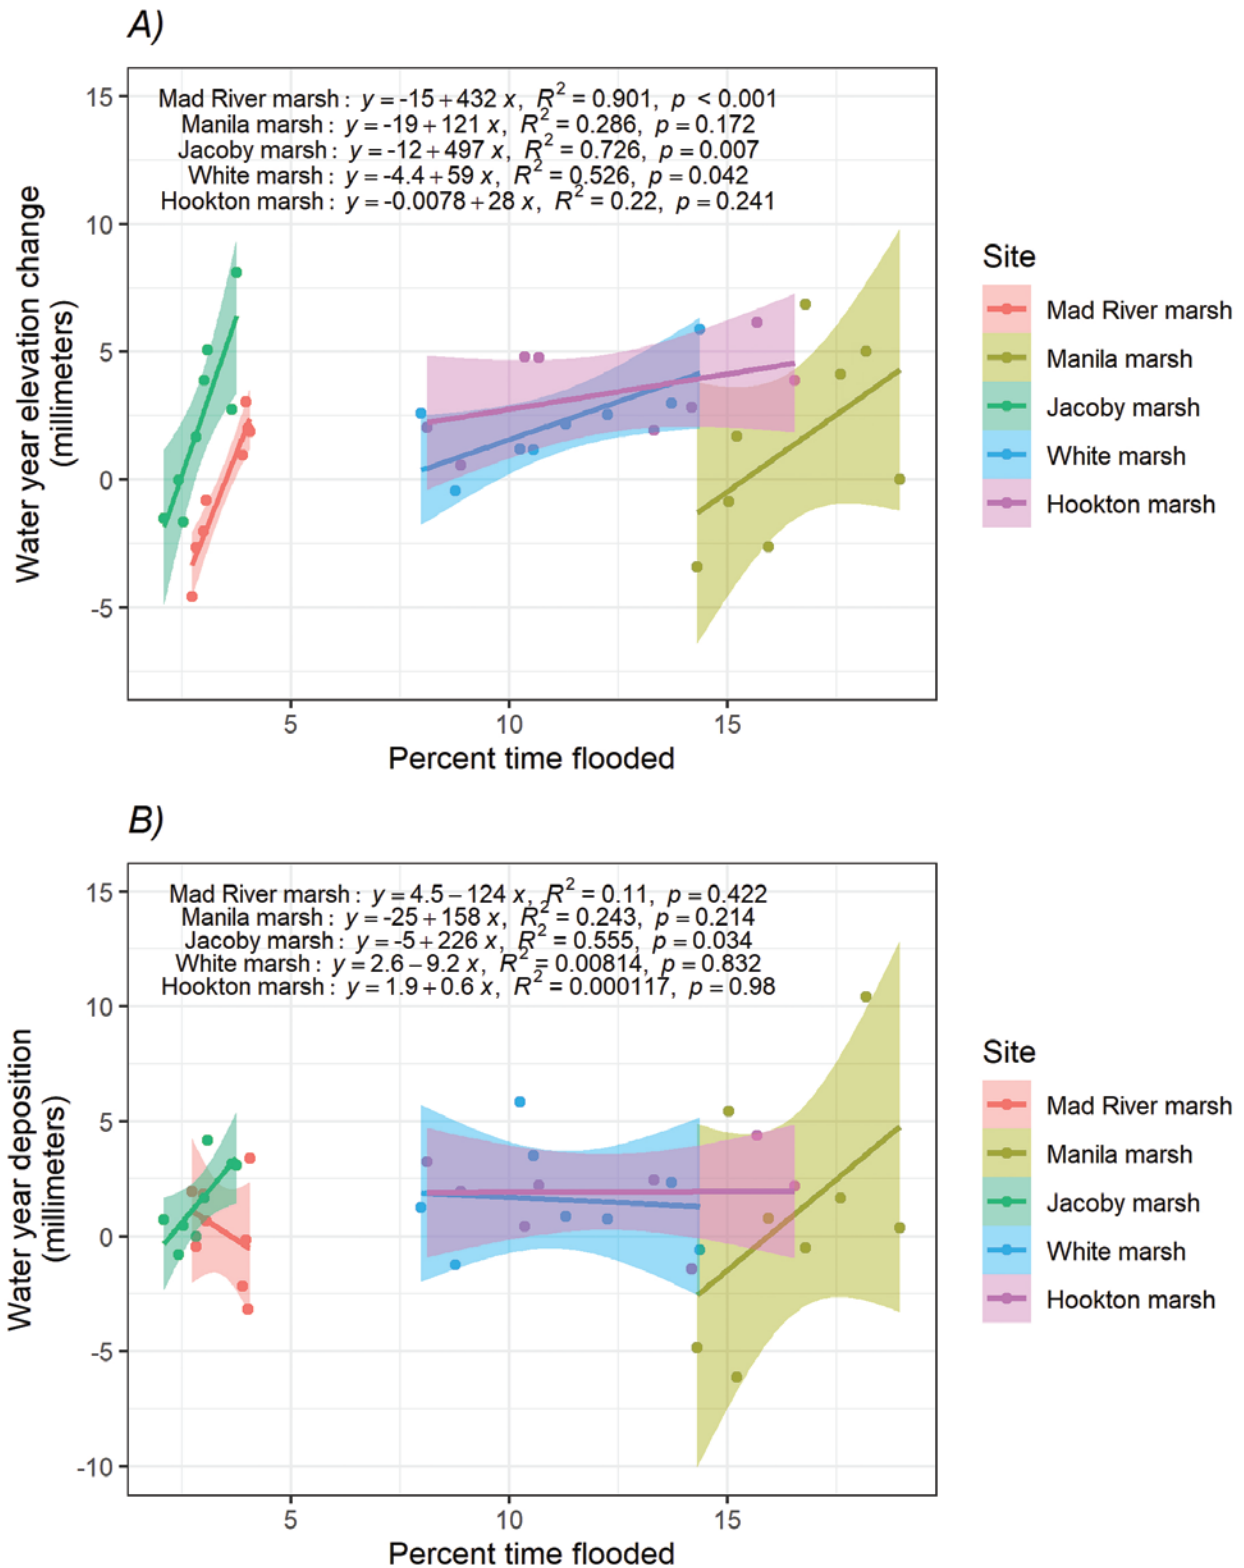 A)
Mad River marsh : y = -15 + 432 x, R² = 0.901, p < 0.001
Manila marsh : y = -19 + 121 x, R² = 0.286, p = 0.172
Jacoby marsh : y = -12 + 497 x, R² = 0.726, p = 0.007
White marsh : y = -4.4 + 59 x, R² = 0.526, p = 0.042
Hookton marsh : y = -0.0078 + 28 x, R² = 0.22, p = 0.241
15
10
5
0
-5
Water year elevation change
(millimeters)
5 10 15
Percent time flooded
Site
Mad River marsh
Manila marsh
Jacoby marsh
White marsh
Hookton marsh
B)
Mad River marsh : y = 4.5 – 124 x, R² = 0.11, p = 0.422
Manila marsh : y = -25 + 158 x, R² = 0.243, p = 0.214
Jacoby marsh : y = -5 + 226 x, R² = 0.555, p = 0.034
White marsh : y = 2.6 – 9.2 x, R² = 0.00814, p = 0.832
Hookton marsh : y = 1.9 + 0.6 x, R² = 0.000117, p = 0.98
15
10
5
0
-5
-10
Water year deposition
(millimeters)
5 10 15
Percent time flooded
Site
Mad River marsh
Manila marsh
Jacoby marsh
White marsh
Hookton marsh